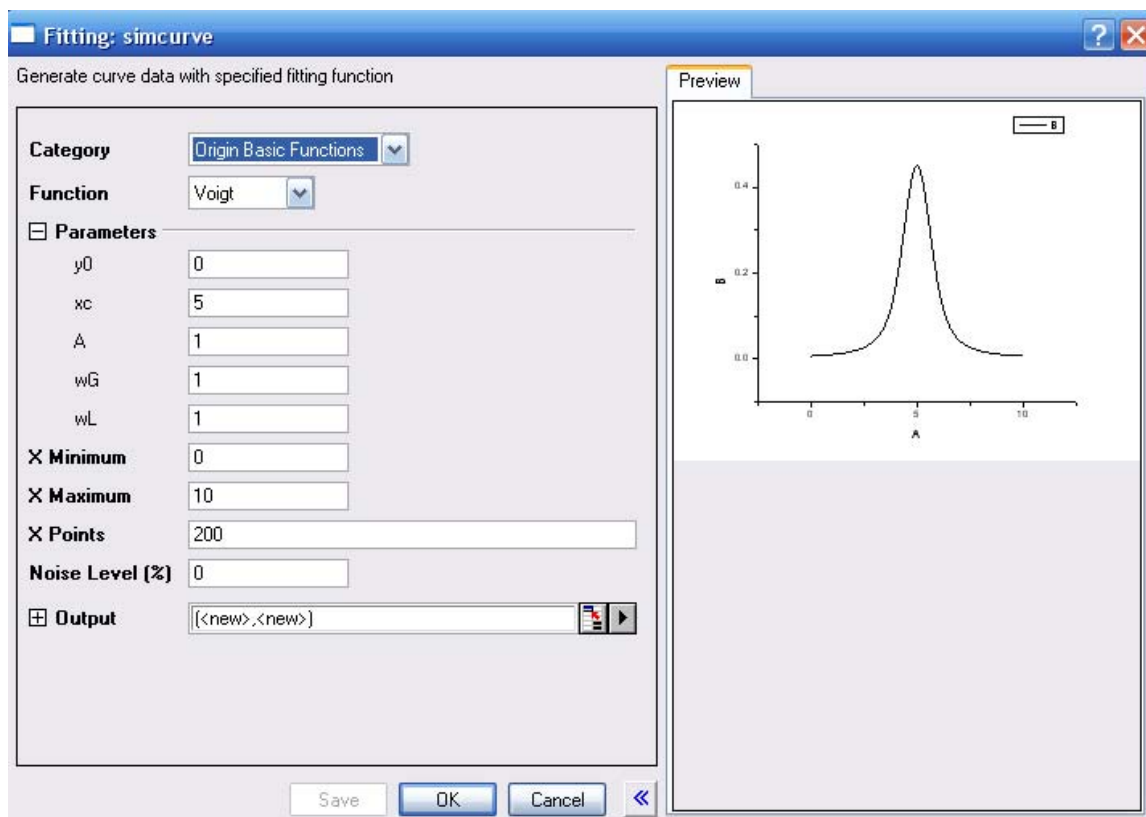 Fitting: simcurve
Generate curve data with specified fitting function
Category Origin Basic Functions
Function Voigt
Parameters
y0 0
xc 5
A 1
wG 1
wL 1
X Minimum 0
X Maximum 10
X Points 200
Noise Level (%) 0
Output (<new>,<new>)
Save OK Cancel «
Preview
B
0.4
0.2
0.0
B
0 5 10
A